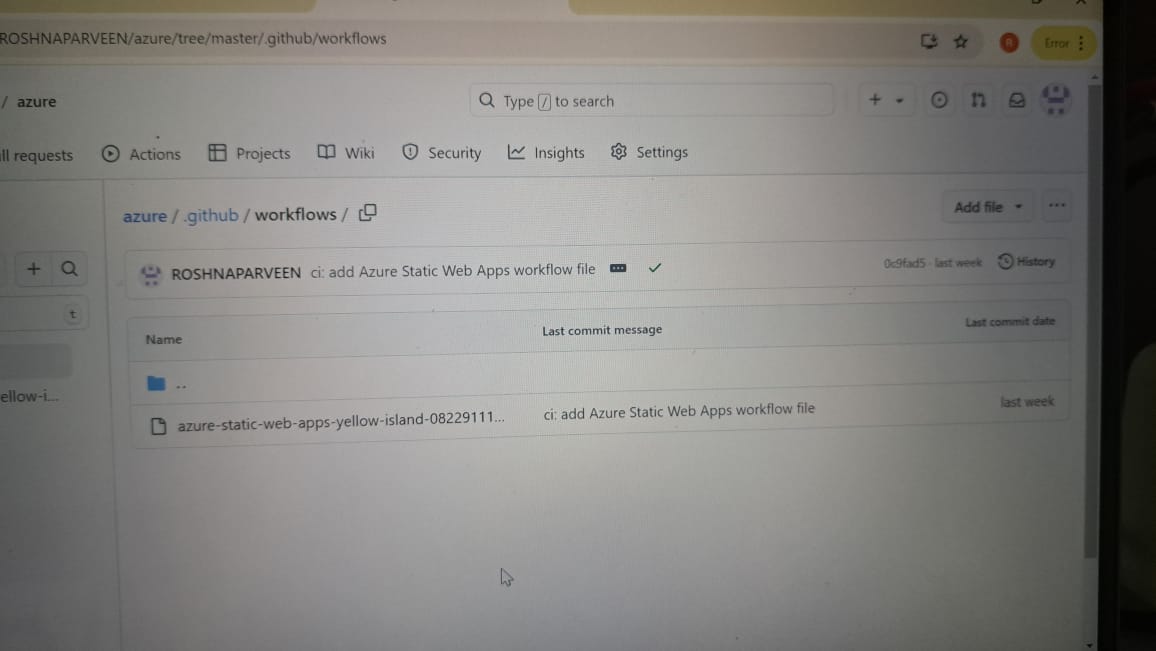 ROSHNAPARVEEN/azure/tree/master/.github/workflows
Error
/ azure
Type / to search
ll requests Actions Projects Wiki Security Insights Settings
azure / .github / workflows /
Add file
ROSHNAPARVEEN ci: add Azure Static Web Apps workflow file
0c9fad5 · last week History
t
Name Last commit message Last commit date
..
ellow-i...
azure-static-web-apps-yellow-island-08229111... ci: add Azure Static Web Apps workflow file last week